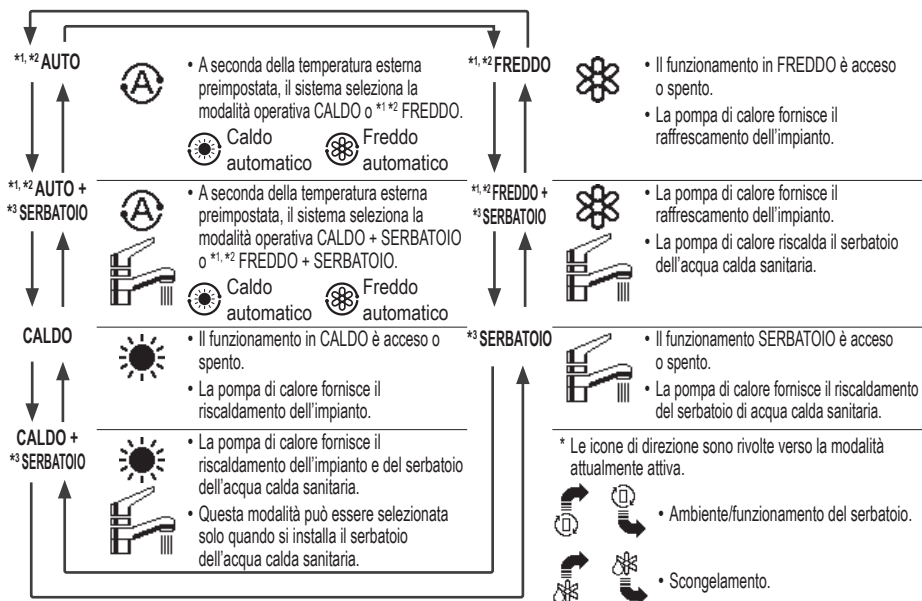 *1, *2 AUTO
• A seconda della temperatura esterna
preimpostata, il sistema seleziona la
modalità operativa CALDO o *1 *2 FREDDO.
Caldo
automatico
Freddo
automatico
*1, *2 AUTO +
*3 SERBATOIO
• A seconda della temperatura esterna
preimpostata, il sistema seleziona la
modalità operativa CALDO + SERBATOIO
o *1, *2 FREDDO + SERBATOIO.
Caldo
automatico
Freddo
automatico
CALDO
• Il funzionamento in CALDO è acceso o
spento.
• La pompa di calore fornisce il
riscaldamento dell’impianto.
CALDO +
*3 SERBATOIO
• La pompa di calore fornisce il
riscaldamento dell’impianto e del serbatoio
dell’acqua calda sanitaria.
• Questa modalità può essere selezionata
solo quando si installa il serbatoio
dell’acqua calda sanitaria.
*1, *2 FREDDO
• Il funzionamento in FREDDO è acceso
o spento.
• La pompa di calore fornisce il
raffrescamento dell’impianto.
*1, *2 FREDDO +
*3 SERBATOIO
• La pompa di calore fornisce il
raffrescamento dell’impianto.
• La pompa di calore riscalda il serbatoio
dell’acqua calda sanitaria.
*3 SERBATOIO
• Il funzionamento SERBATOIO è acceso
o spento.
• La pompa di calore fornisce il riscaldamento
del serbatoio di acqua calda sanitaria.
* Le icone di direzione sono rivolte verso la modalità
attualmente attiva.
• Ambiente/funzionamento del serbatoio.
• Scongelamento.